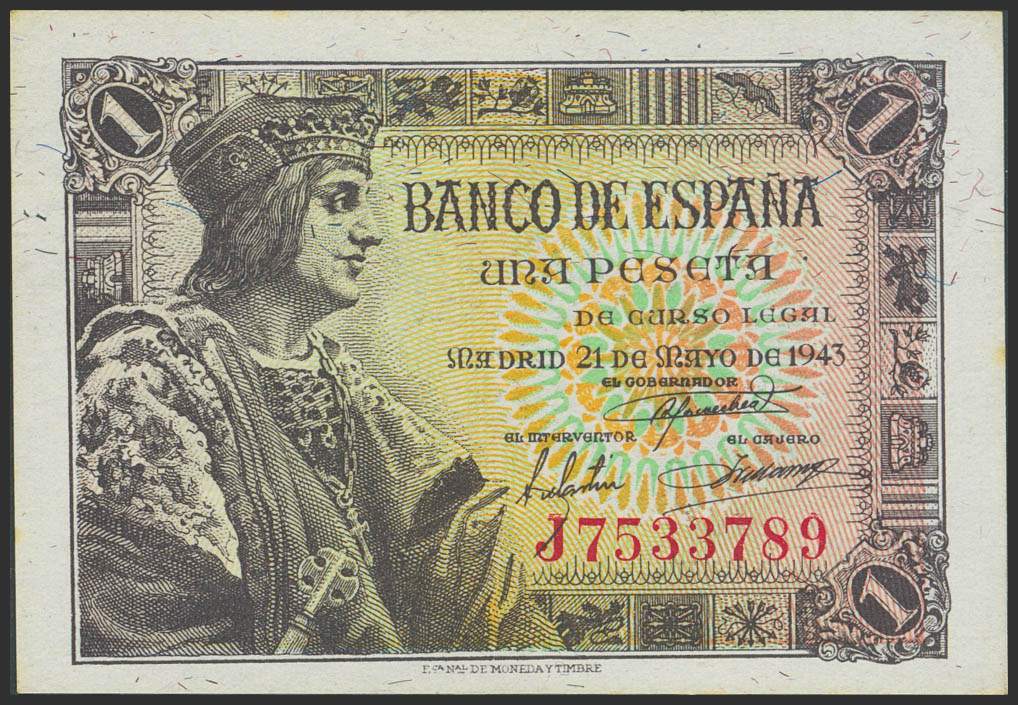 1
1
BANCO DE ESPAÑA
UNA PESETA
DE CURSO LEGAL
MADRID 21 DE MAYO DE 1943
EL GOBERNADOR
EL INTERVENTOR EL CAJERO
J7533789
1
F.CA NAL. DE MONEDA Y TIMBRE